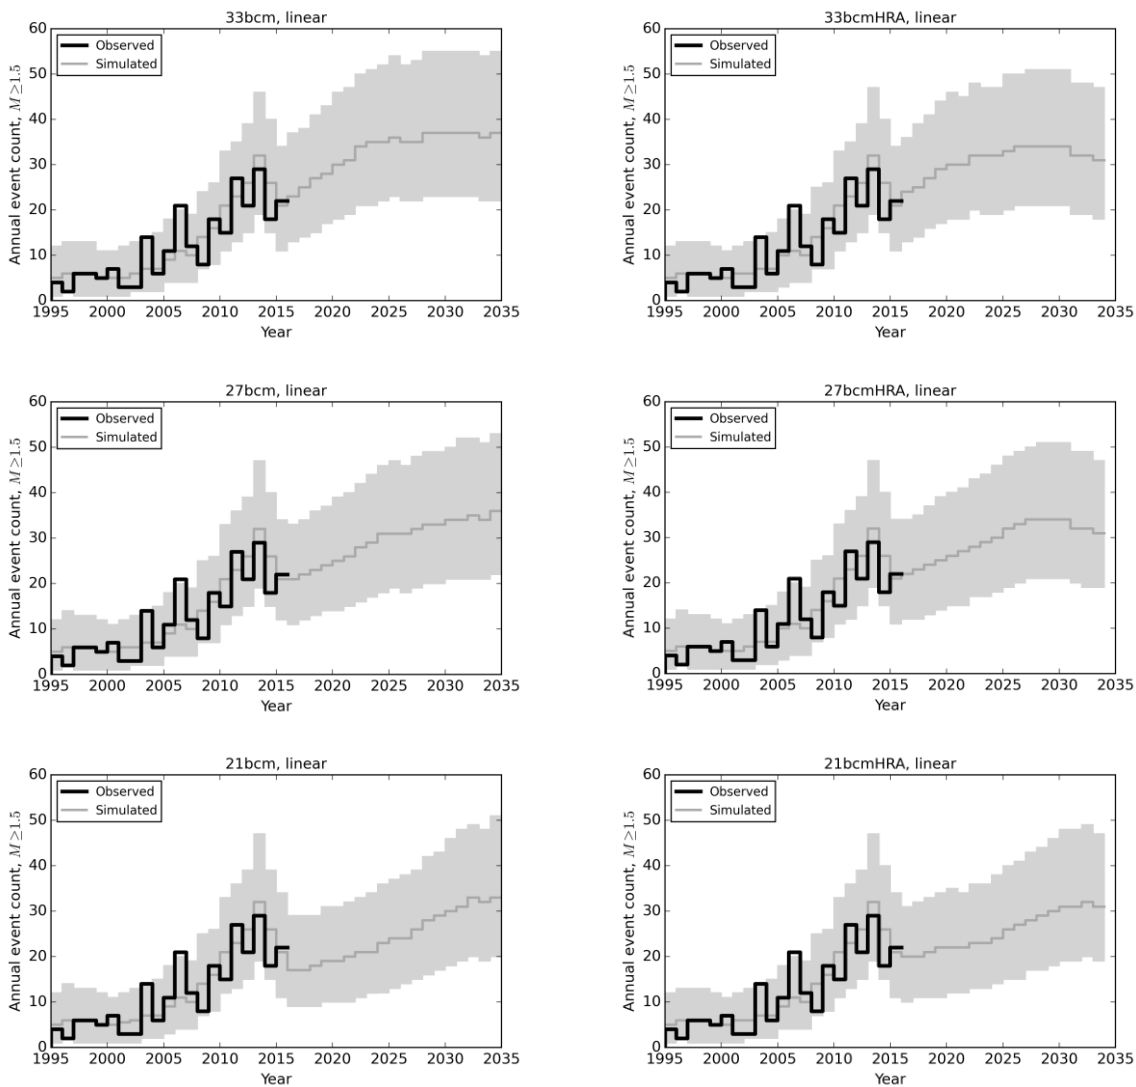 33bcm, linear
Annual event count, M ≥1.5
60
50
40
30
20
10
0
Observed
Simulated
1995 2000 2005 2010 2015 2020 2025 2030 2035
Year
33bcmHRA, linear
Annual event count, M ≥1.5
60
50
40
30
20
10
0
Observed
Simulated
1995 2000 2005 2010 2015 2020 2025 2030 2035
Year
27bcm, linear
Annual event count, M ≥1.5
60
50
40
30
20
10
0
Observed
Simulated
1995 2000 2005 2010 2015 2020 2025 2030 2035
Year
27bcmHRA, linear
Annual event count, M ≥1.5
60
50
40
30
20
10
0
Observed
Simulated
1995 2000 2005 2010 2015 2020 2025 2030 2035
Year
21bcm, linear
Annual event count, M ≥1.5
60
50
40
30
20
10
0
Observed
Simulated
1995 2000 2005 2010 2015 2020 2025 2030 2035
Year
21bcmHRA, linear
Annual event count, M ≥1.5
60
50
40
30
20
10
0
Observed
Simulated
1995 2000 2005 2010 2015 2020 2025 2030 2035
Year